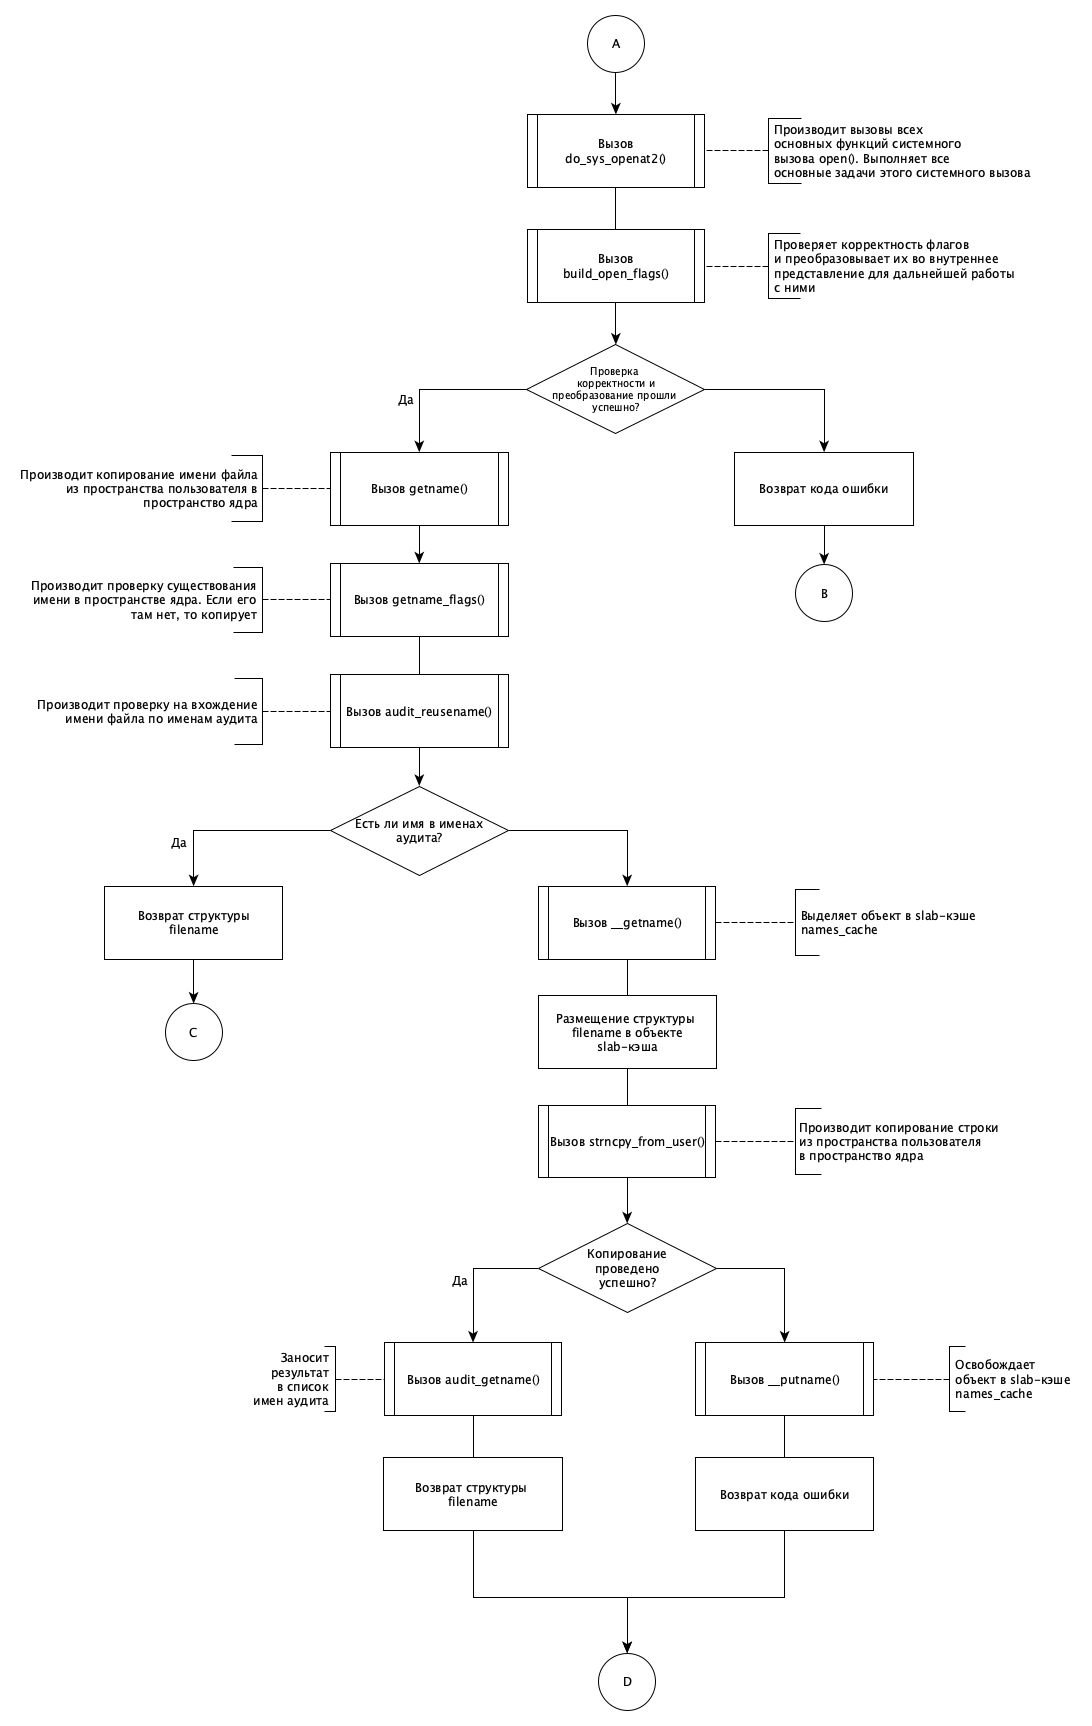 A
Вызов
do_sys_openat2()
Производит вызовы всех
основных функций системного
вызова open(). Выполняет все
основные задачи этого системного вызова
Вызов
build_open_flags()
Проверяет корректность флагов
и преобразовывает их во внутреннее
представление для дальнейшей работы
с ними
Проверка
корректности и
преобразование прошли
успешно?
Да
Производит копирование имени файла
из пространства пользователя в
пространство ядра
Вызов getname()
Возврат кода ошибки
Производит проверку существования
имени в пространстве ядра. Если его
там нет, то копирует
Вызов getname_flags()
B
Производит проверку на вхождение
имени файла по именам аудита
Вызов audit_reusename()
Есть ли имя в именах
аудита?
Да
Возврат структуры
filename
Вызов __getname()
Выделяет объект в slab-кэше
names_cache
C
Размещение структуры
filename в объекте
slab-кэша
Вызов strncpy_from_user()
Производит копирование строки
из пространства пользователя
в пространство ядра
Копирование
проведено
успешно?
Да
Заносит
результат
в список
имен аудита
Вызов audit_getname()
Вызов __putname()
Освобождает
объект в slab-кэше
names_cache
Возврат структуры
filename
Возврат кода ошибки
D